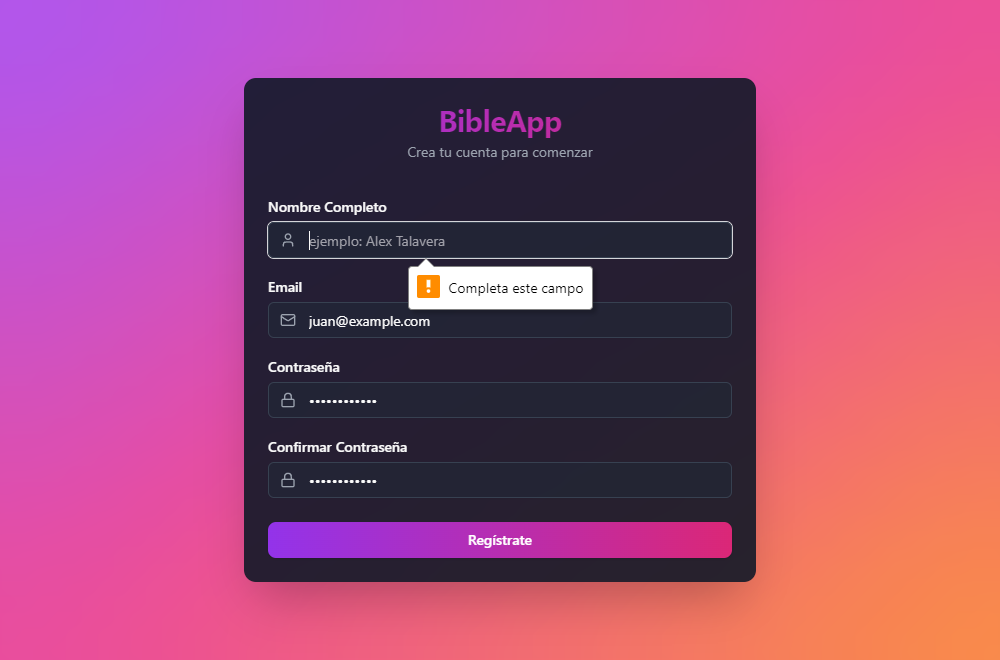 BibleApp
Crea tu cuenta para comenzar
Nombre Completo
ejemplo: Alex Talavera
Completa este campo
Email
juan@example.com
Contraseña
••••••••••••
Confirmar Contraseña
••••••••••••
Regístrate